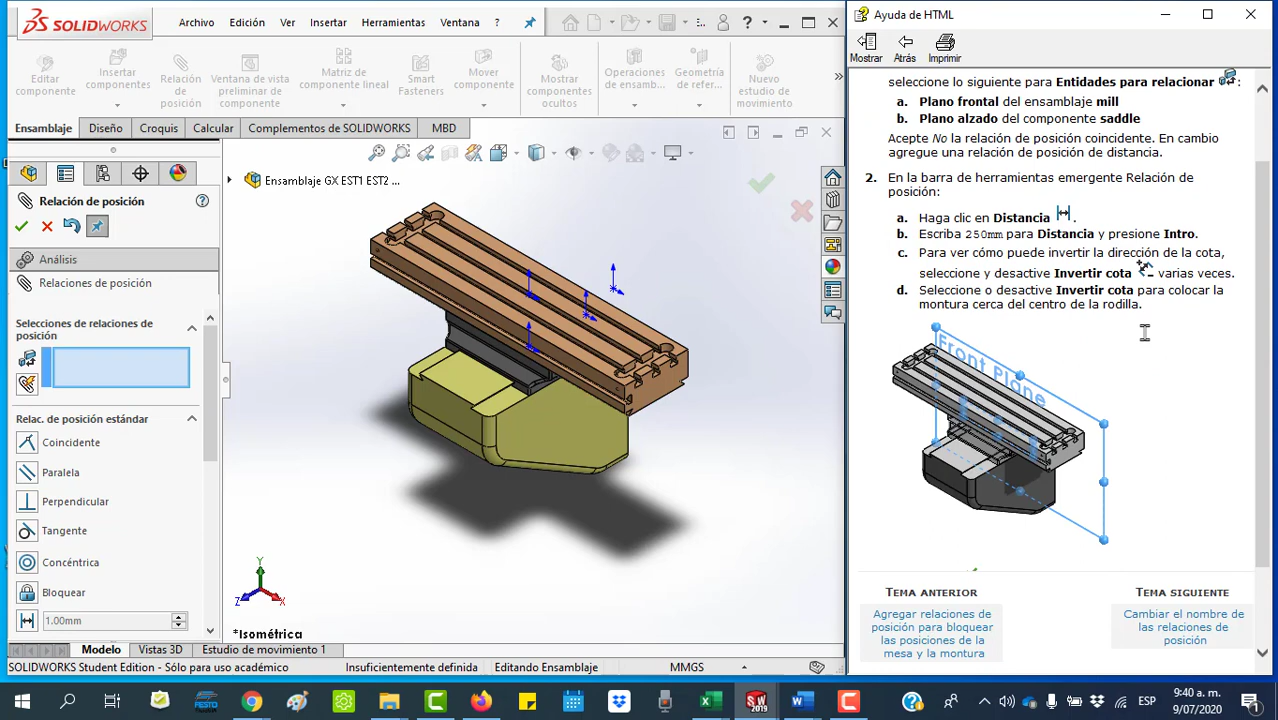 SOLIDWORKS
Archivo Edición Ver Insertar Herramientas Ventana ?
Editar componente
Insertar componentes
Relación de posición
Ventana de vista preliminar de componente
Matriz de componente lineal
Smart Fasteners
Mover componente
Mostrar componentes ocultos
Operaciones de ensamb...
Geometría de refer...
Nuevo estudio de movimiento
Ensamblaje Diseño Croquis Calcular Complementos de SOLIDWORKS MBD
Ensamblaje GX EST1 EST2 ...
Relación de posición
Análisis
Relaciones de posición
Selecciones de relaciones de
posición
Relac. de posición estándar
Coincidente
Paralela
Perpendicular
Tangente
Concéntrica
Bloquear
1.00mm
Y
Z
X
*Isométrica
Modelo Vistas 3D Estudio de movimiento 1
SOLIDWORKS Student Edition - Sólo para uso académico Insuficientemente definida Editando Ensamblaje MMGS
Ayuda de HTML
Mostrar Atrás Imprimir
seleccione lo siguiente para Entidades para relacionar :
a. Plano frontal del ensamblaje mill
b. Plano alzado del componente saddle
Acepte No la relación de posición coincidente. En cambio
agregue una relación de posición de distancia.
2. En la barra de herramientas emergente Relación de
posición:
a. Haga clic en Distancia .
b. Escriba 250mm para Distancia y presione Intro.
c. Para ver cómo puede invertir la dirección de la cota,
seleccione y desactive Invertir cota varias veces.
d. Seleccione o desactive Invertir cota para colocar la
montura cerca del centro de la rodilla.
Front Plane
TEMA ANTERIOR
Agregar relaciones de
posición para bloquear
las posiciones de la
mesa y la montura
TEMA SIGUIENTE
Cambiar el nombre de
las relaciones de
posición
FESTO
SW
2019
ESP
9:40 a. m.
9/07/2020
1